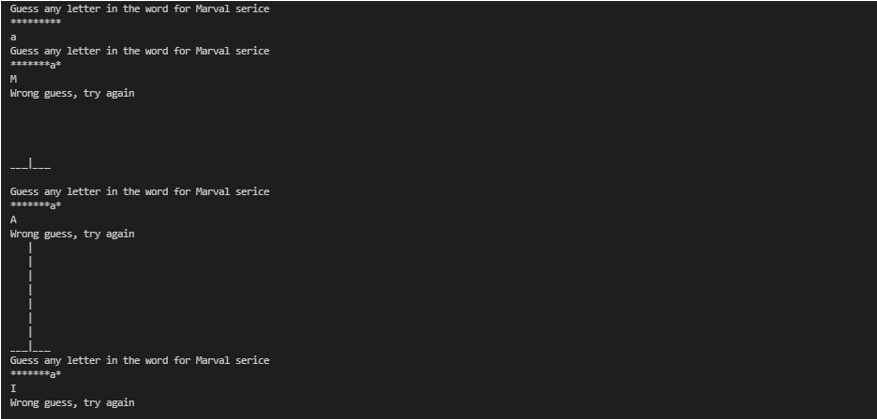 Guess any letter in the word for Marval serice
*********
a
Guess any letter in the word for Marval serice
*******a*
M
Wrong guess, try again
___|___
Guess any letter in the word for Marval serice
*******a*
A
Wrong guess, try again
|
|
|
|
|
|
|
___|___
Guess any letter in the word for Marval serice
*******a*
I
Wrong guess, try again